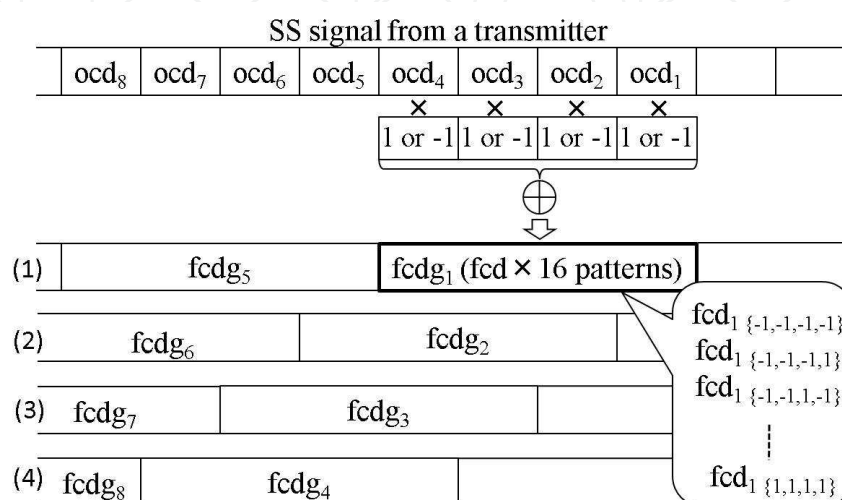 SS signal from a transmitter
ocd₈ ocd₇ ocd₆ ocd₅ ocd₄ ocd₃ ocd₂ ocd₁
× × × ×
1 or -1 1 or -1 1 or -1 1 or -1
(1) fcdg₅ fcdg₁ (fcd × 16 patterns)
(2) fcdg₆ fcdg₂
(3) fcdg₇ fcdg₃
(4) fcdg₈ fcdg₄
fcd₁ {-1,-1,-1,-1}
fcd₁ {-1,-1,-1,1}
fcd₁ {-1,-1,1,-1}
fcd₁ {1,1,1,1}